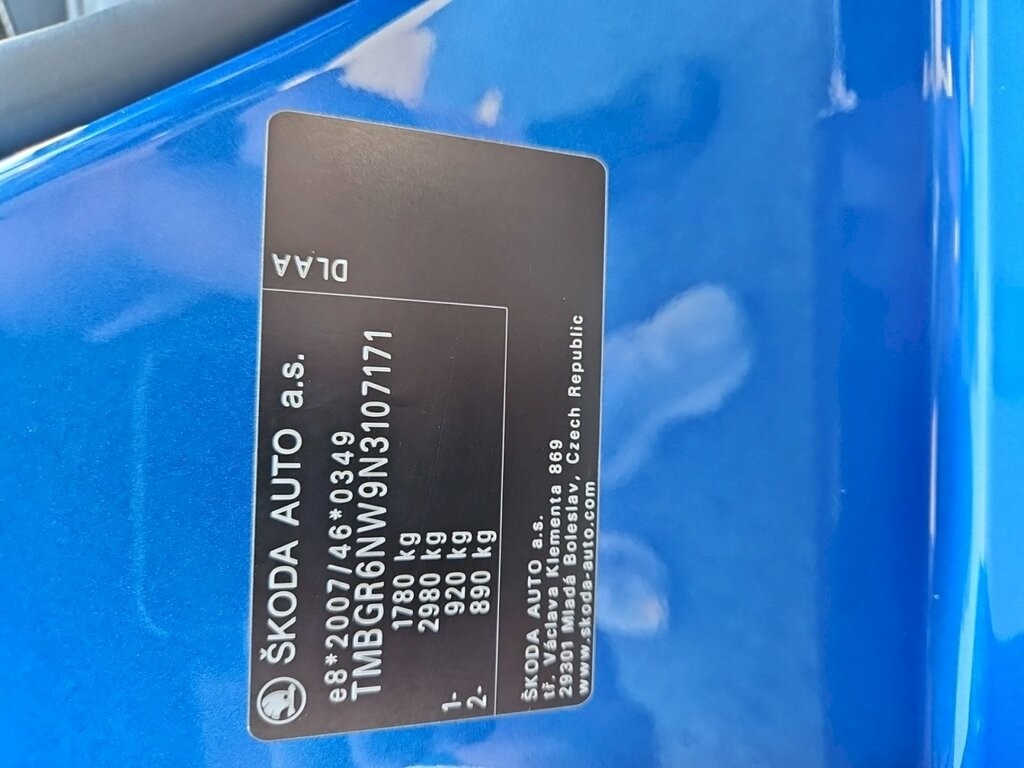 ŠKODA AUTO a.s.
e8*2007/46*0349
TMBGR6NW9N3107171
1780 kg
2980 kg
1- 920 kg
2- 890 kg
DLAA
ŠKODA AUTO a.s.
tř. Václava Klementa 869
29301 Mladá Boleslav, Czech Republic
www.skoda-auto.com